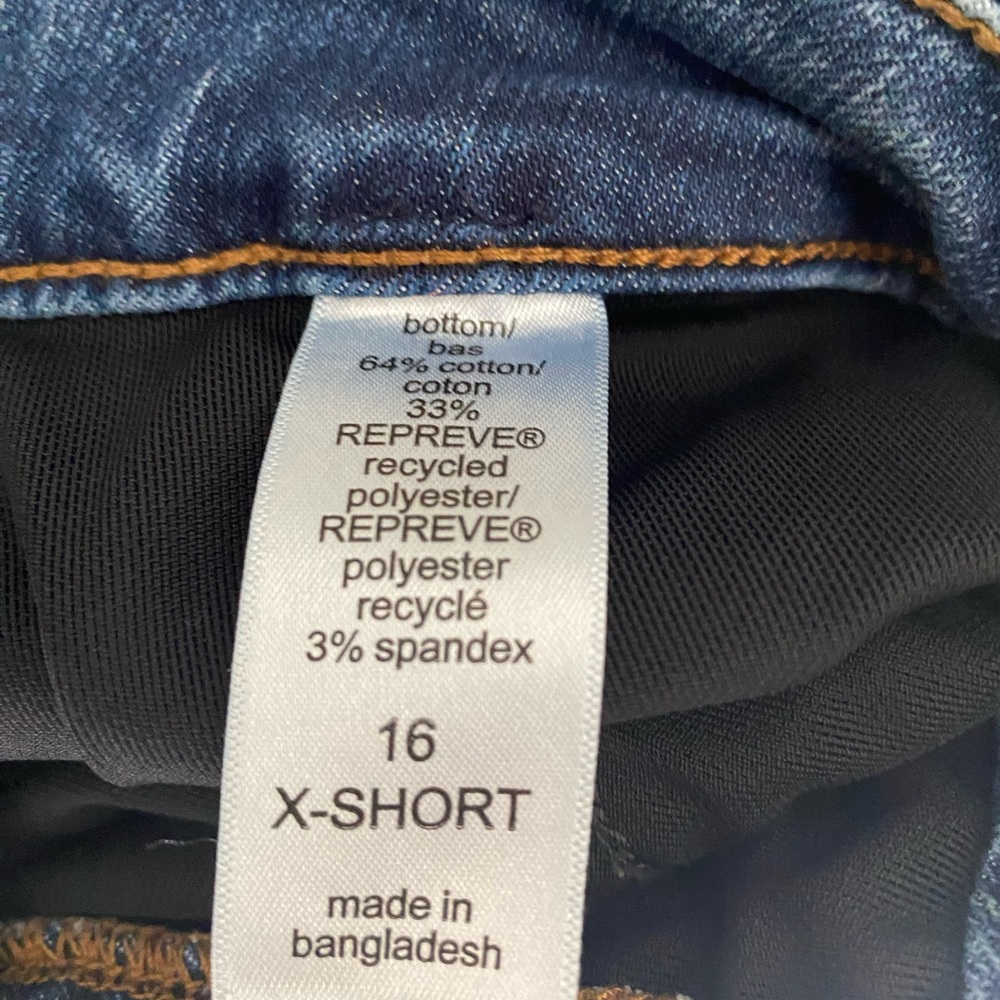 bottom/
bas
64% cotton/
coton
33%
REPREVE®
recycled
polyester/
REPREVE®
polyester
recyclé
3% spandex
16
X-SHORT
made in
bangladesh